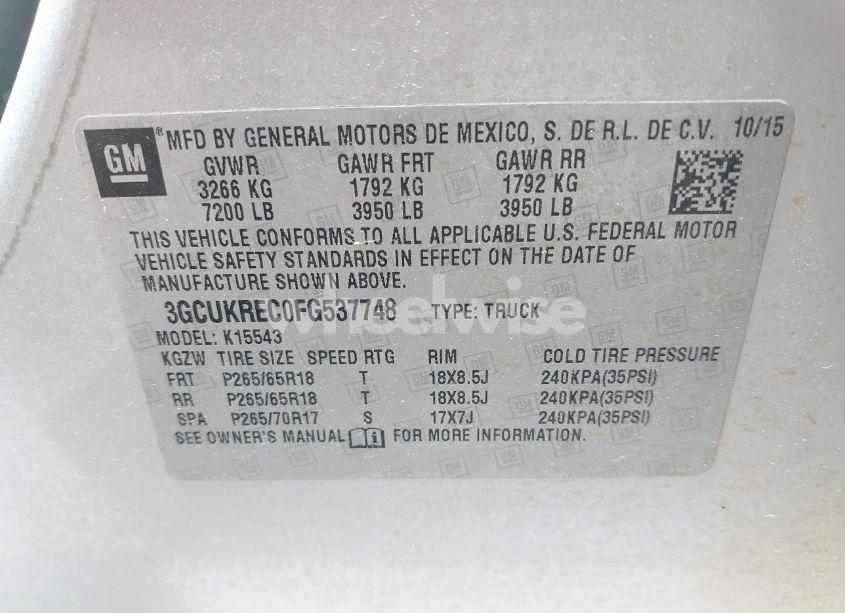 GM ® MFD BY GENERAL MOTORS DE MEXICO, S. DE R.L. DE C.V. 10/15
GVWR GAWR FRT GAWR RR
3266 KG 1792 KG 1792 KG
7200 LB 3950 LB 3950 LB
THIS VEHICLE CONFORMS TO ALL APPLICABLE U.S. FEDERAL MOTOR
VEHICLE SAFETY STANDARDS IN EFFECT ON THE DATE OF
MANUFACTURE SHOWN ABOVE.
3GCUKREC0FG537748 TYPE: TRUCK
wheelwise
MODEL: K15543
KGZW TIRE SIZE SPEED RTG RIM COLD TIRE PRESSURE
FRT P265/65R18 T 18X8.5J 240KPA(35PSI)
RR P265/65R18 T 18X8.5J 240KPA(35PSI)
SPA P265/70R17 S 17X7J 240KPA(35PSI)
SEE OWNER'S MANUAL FOR MORE INFORMATION.